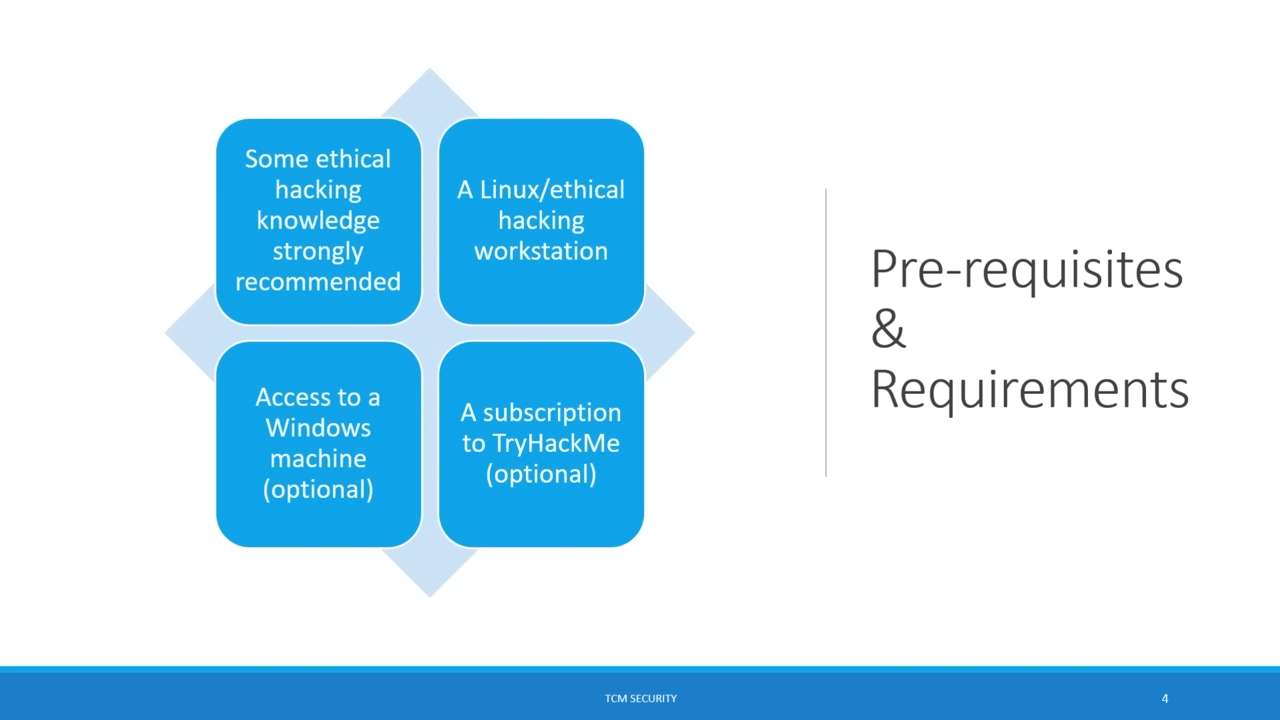 Some ethical
hacking
knowledge
strongly
recommended
A Linux/ethical
hacking
workstation
Access to a
Windows
machine
(optional)
A subscription
to TryHackMe
(optional)
Pre-requisites
&
Requirements
TCM SECURITY
4